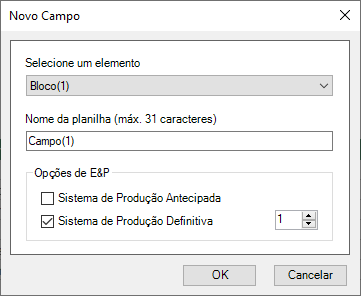 Novo Campo
Selecione um elemento
Bloco(1)
Nome da planilha (máx. 31 caracteres)
Campo(1)
Opções de E&P
Sistema de Produção Antecipada
Sistema de Produção Definitiva 1
OK Cancelar